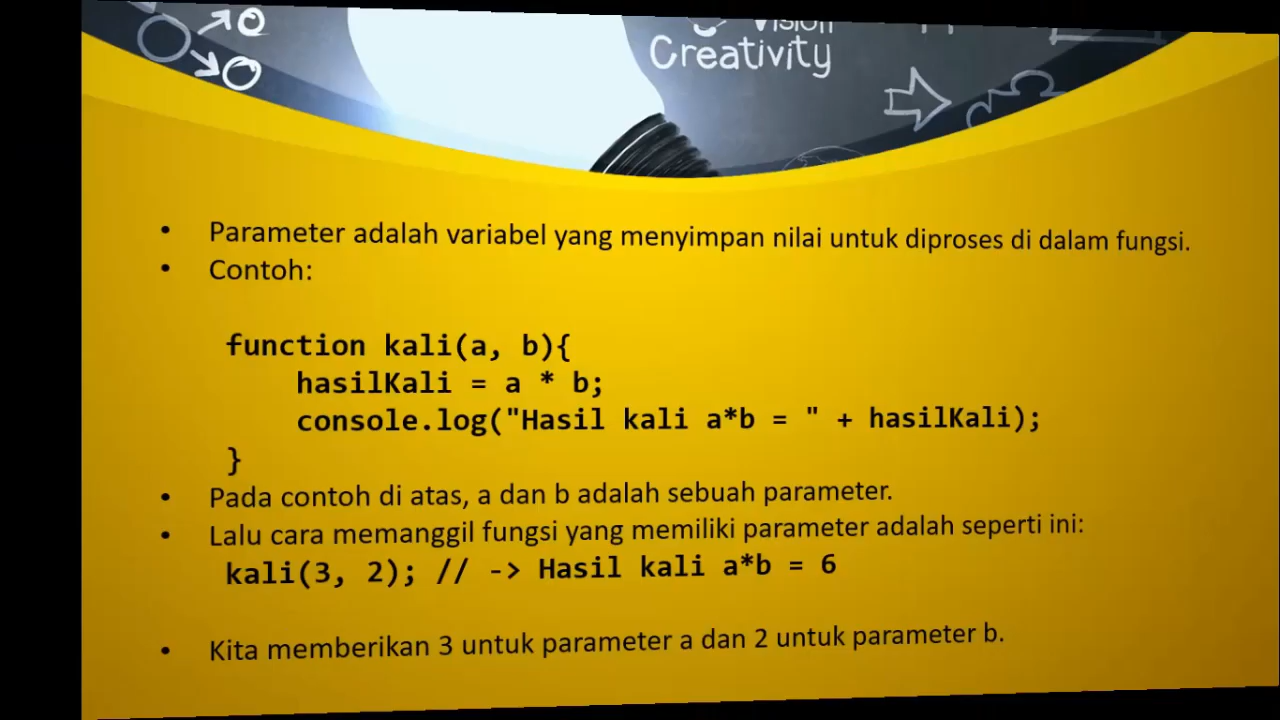 Vision
Creativity
• Parameter adalah variabel yang menyimpan nilai untuk diproses di dalam fungsi.
• Contoh:
function kali(a, b){
    hasilKali = a * b;
    console.log("Hasil kali a*b = " + hasilKali);
}
• Pada contoh di atas, a dan b adalah sebuah parameter.
• Lalu cara memanggil fungsi yang memiliki parameter adalah seperti ini:
kali(3, 2); // -> Hasil kali a*b = 6
• Kita memberikan 3 untuk parameter a dan 2 untuk parameter b.